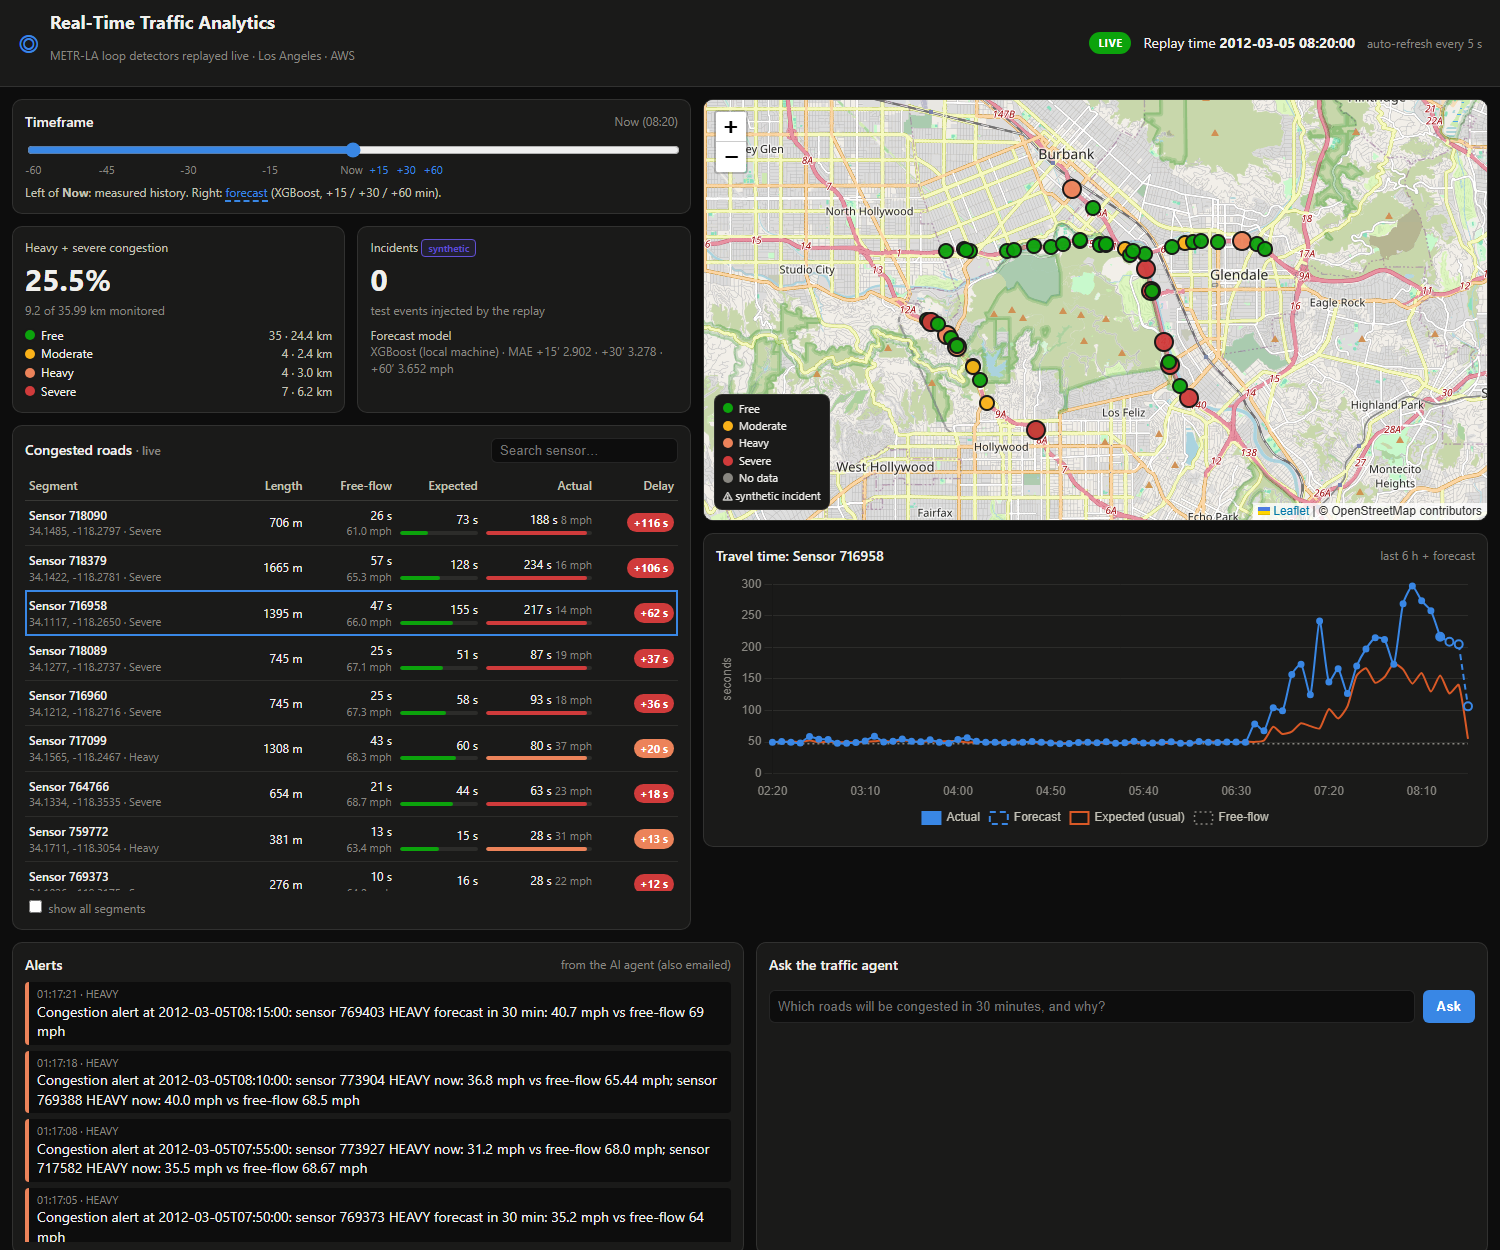 Real-Time Traffic Analytics
METR-LA loop detectors replayed live · Los Angeles · AWS
LIVE Replay time 2012-03-05 08:20:00 auto-refresh every 5 s
Timeframe Now (08:20)
-60 -45 -30 -15 Now +15 +30 +60
Left of Now: measured history. Right: forecast (XGBoost, +15 / +30 / +60 min).
Heavy + severe congestion
25.5%
9.2 of 35.99 km monitored
Free 35 · 24.4 km
Moderate 4 · 2.4 km
Heavy 4 · 3.0 km
Severe 7 · 6.2 km
Incidents synthetic
0
test events injected by the replay
Forecast model
XGBoost (local machine) · MAE +15' 2.902 · +30' 3.278 ·
+60' 3.652 mph
Congested roads · live Search sensor...
Segment Length Free-flow Expected Actual Delay
Sensor 718090 706 m 26 s 73 s 188 s 8 mph +116 s
34.1485, -118.2797 · Severe 61.0 mph
Sensor 718379 1665 m 57 s 128 s 234 s 16 mph +106 s
34.1422, -118.2781 · Severe 65.3 mph
Sensor 716958 1395 m 47 s 155 s 217 s 14 mph +62 s
34.1117, -118.2650 · Severe 66.0 mph
Sensor 718089 745 m 25 s 51 s 87 s 19 mph +37 s
34.1277, -118.2737 · Severe 67.1 mph
Sensor 716960 745 m 25 s 58 s 93 s 18 mph +36 s
34.1212, -118.2716 · Severe 67.3 mph
Sensor 717099 1308 m 43 s 60 s 80 s 37 mph +20 s
34.1565, -118.2467 · Heavy 68.3 mph
Sensor 764766 654 m 21 s 44 s 63 s 23 mph +18 s
34.1334, -118.3535 · Severe 68.7 mph
Sensor 759772 381 m 13 s 15 s 28 s 31 mph +13 s
34.1711, -118.3054 · Heavy 63.4 mph
Sensor 769373 276 m 10 s 16 s 28 s 22 mph +12 s
show all segments
+
−
147B
21A
22A
ey Glen
Burbank
North Hollywood
Studio City
Glendale
17A
Eagle Rock
12A
Los Feliz
Highland Park
9A
Hollywood
138
West Hollywood
Montecito
Heights
26A
Fairfax
Echo Park
Free
Moderate
Heavy
Severe
No data
⚠ synthetic incident
Leaflet | © OpenStreetMap contributors
Travel time: Sensor 716958 last 6 h + forecast
300
250
200
150
100
50
0
seconds
02:20 03:10 04:00 04:50 05:40 06:30 07:20 08:10
Actual Forecast Expected (usual) Free-flow
Alerts from the AI agent (also emailed)
01:17:21 · HEAVY
Congestion alert at 2012-03-05T08:15:00: sensor 769403 HEAVY forecast in 30 min: 40.7 mph vs free-flow 69
mph
01:17:18 · HEAVY
Congestion alert at 2012-03-05T08:10:00: sensor 773904 HEAVY now: 36.8 mph vs free-flow 65.44 mph; sensor
769388 HEAVY now: 40.0 mph vs free-flow 68.5 mph
01:17:08 · HEAVY
Congestion alert at 2012-03-05T07:55:00: sensor 773927 HEAVY now: 31.2 mph vs free-flow 68.0 mph; sensor
717582 HEAVY now: 35.5 mph vs free-flow 68.67 mph
01:17:05 · HEAVY
Congestion alert at 2012-03-05T07:50:00: sensor 769373 HEAVY forecast in 30 min: 35.2 mph vs free-flow 64
mph
Ask the traffic agent
Which roads will be congested in 30 minutes, and why? Ask